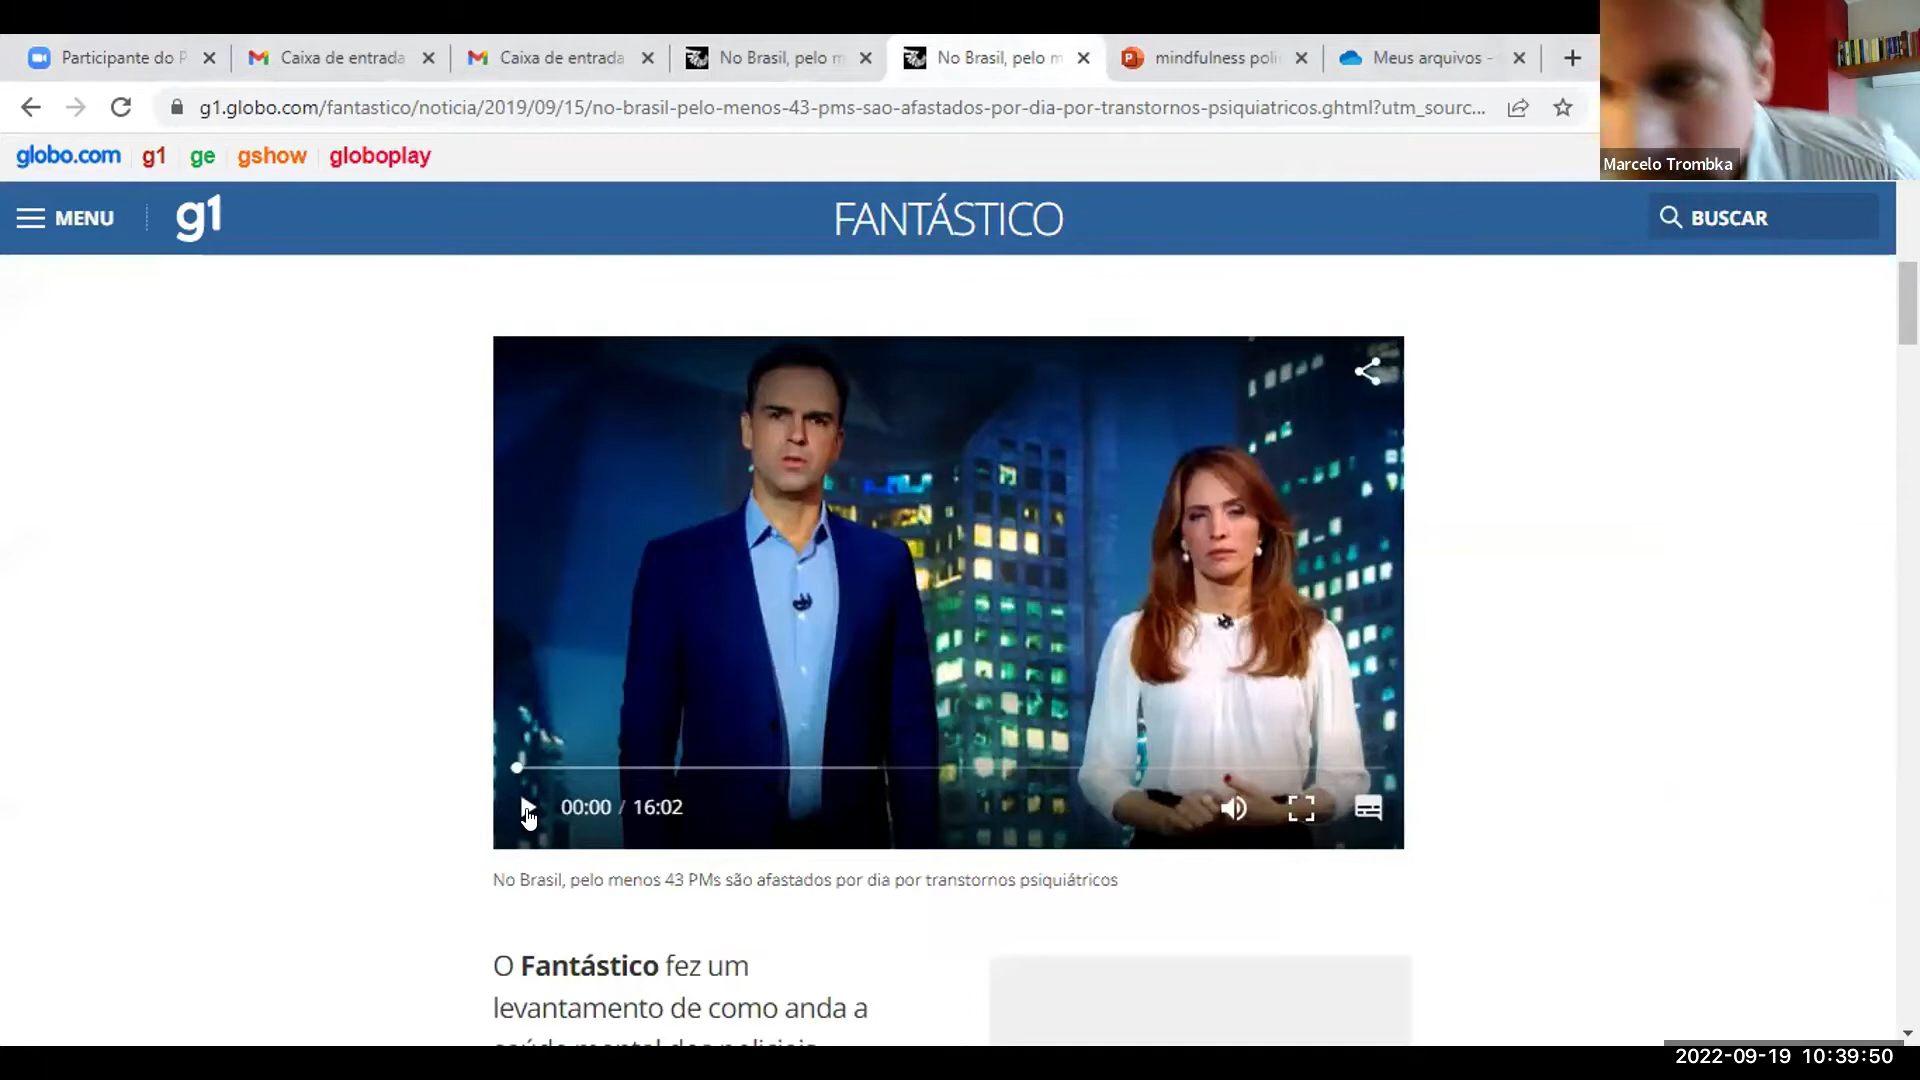 Participante do P
Caixa de entrada
Caixa de entrada
No Brasil, pelo m
No Brasil, pelo m
mindfulness poli
Meus arquivos -
g1.globo.com/fantastico/noticia/2019/09/15/no-brasil-pelo-menos-43-pms-sao-afastados-por-dia-por-transtornos-psiquiatricos.ghtml?utm_sourc...
globo.com g1 ge gshow globoplay
Marcelo Trombka
MENU g1 FANTÁSTICO BUSCAR
00:00 / 16:02
No Brasil, pelo menos 43 PMs são afastados por dia por transtornos psiquiátricos
O Fantástico fez um
levantamento de como anda a
saúde mental dos policiais
2022-09-19 10:39:50